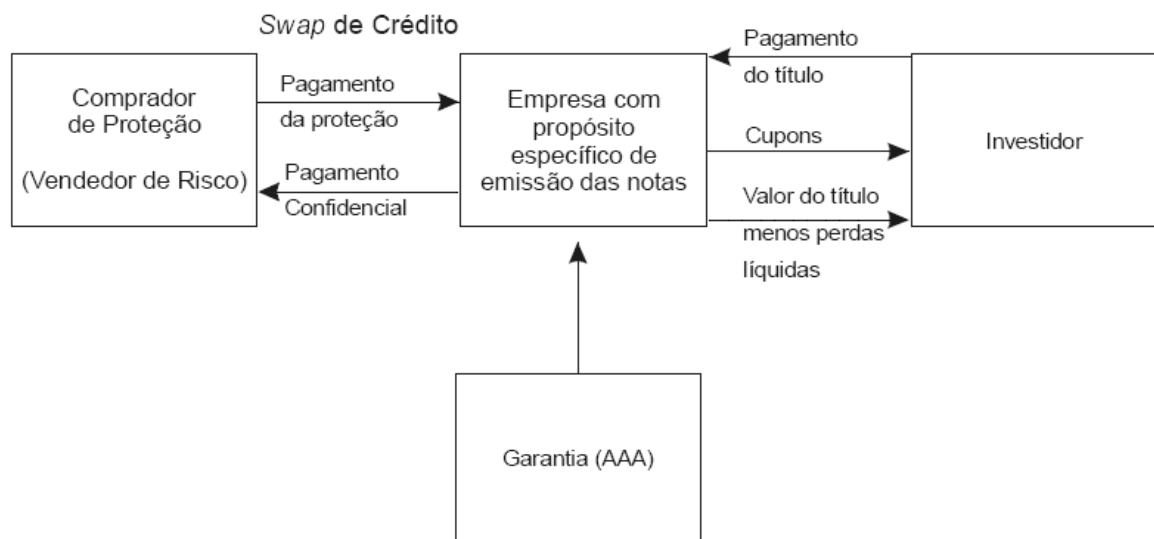 Swap de Crédito
Comprador
de Proteção
(Vendedor de Risco)
Pagamento
da proteção
Pagamento
Confidencial
Empresa com
propósito
específico de
emissão das notas
Pagamento
do título
Cupons
Valor do título
menos perdas
líquidas
Investidor
Garantia (AAA)